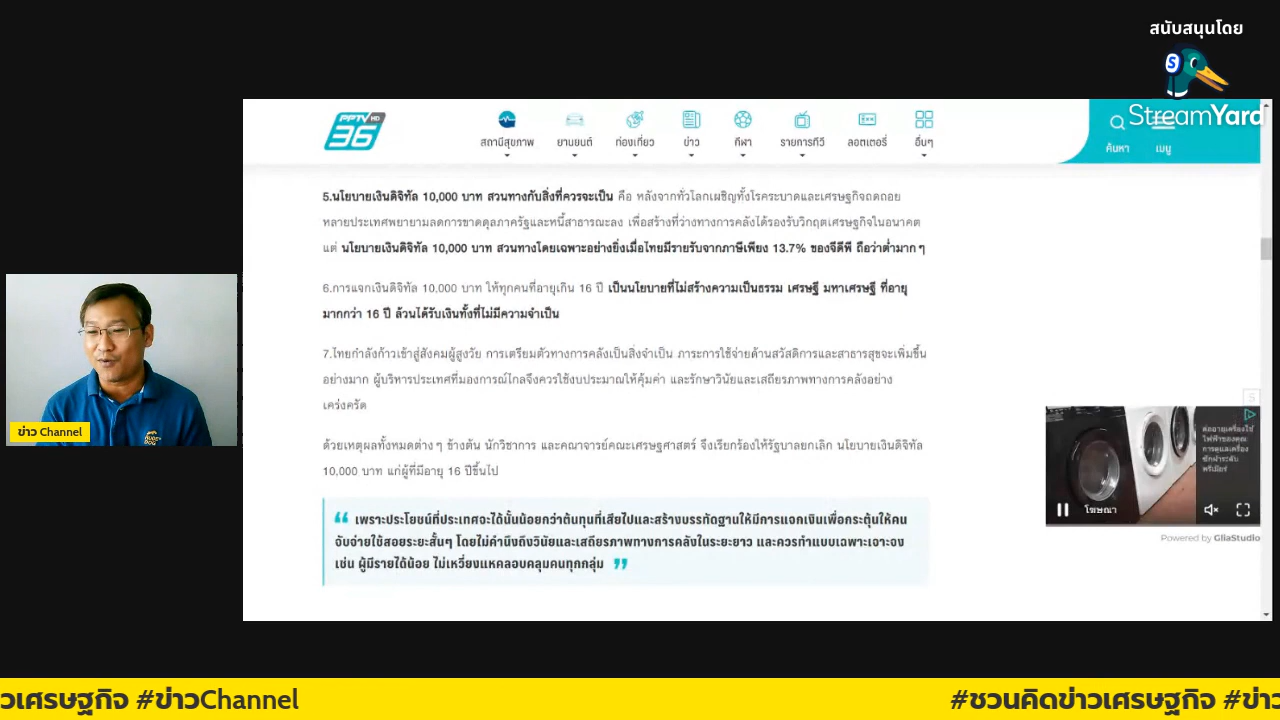 สนับสนุนโดย
S
StreamYard
PPTV HD
36
สถานีสุขภาพ ยานยนต์ ท่องเที่ยว ข่าว กีฬา รายการทีวี ลอตเตอรี่ อื่นๆ
ค้นหา เมนู
5.นโยบายเงินดิจิทัล 10,000 บาท สวนทางกับสิ่งที่ควรจะเป็น คือ หลังจากทั่วโลกเผชิญทั้งโรคระบาดและเศรษฐกิจถดถอย
หลายประเทศพยายามลดการขาดดุลภาครัฐและหนี้สาธารณะลง เพื่อสร้างที่ว่างทางการคลังไว้รองรับวิกฤตเศรษฐกิจในอนาคต
แต่ นโยบายเงินดิจิทัล 10,000 บาท สวนทางโดยเฉพาะอย่างยิ่งเมื่อไทยมีรายรับจากภาษีเพียง 13.7% ของจีดีพี ถือว่าต่ำมาก ๆ
6.การแจกเงินดิจิทัล 10,000 บาท ให้ทุกคนที่อายุเกิน 16 ปี เป็นนโยบายที่ไม่สร้างความเป็นธรรม เศรษฐี มหาเศรษฐี ที่อายุ
มากกว่า 16 ปี ล้วนได้รับเงินทั้งที่ไม่มีความจำเป็น
7.ไทยกำลังก้าวเข้าสู่สังคมผู้สูงวัย การเตรียมตัวทางการคลังเป็นสิ่งจำเป็น ภาระการใช้จ่ายด้านสวัสดิการและสาธารสุขจะเพิ่มขึ้น
อย่างมาก ผู้บริหารประเทศที่มองการณ์ไกลจึงควรใช้งบประมาณให้คุ้มค่า และรักษาวินัยและเสถียรภาพทางการคลังอย่าง
เคร่งครัด
ด้วยเหตุผลทั้งหมดต่าง ๆ ข้างต้น นักวิชาการ และคณาจารย์คณะเศรษฐศาสตร์ จึงเรียกร้องให้รัฐบาลยกเลิก นโยบายเงินดิจิทัล
10,000 บาท แก่ผู้ที่มีอายุ 16 ปีขึ้นไป
“ เพราะประโยชน์ที่ประเทศจะได้นั้นน้อยกว่าต้นทุนที่เสียไปและสร้างบรรทัดฐานให้มีการแจกเงินเพื่อกระตุ้นให้คน
จับจ่ายใช้สอยระยะสั้นๆ โดยไม่คำนึงถึงวินัยและเสถียรภาพทางการคลังในระยะยาว และควรทำแบบเฉพาะเจาะจง
เช่น ผู้มีรายได้น้อย ไม่เหวี่ยงแหคลอบคลุมคนทุกกลุ่ม ”
S
ต่ออายุเครื่องใช้
ไฟฟ้าของคุณ:
การดูแลเครื่อง
ซักผ้าระดับ
พรีเมียร์
โฆษณา
Powered by GliaStudio
ข่าว Channel
วเศรษฐกิจ #ข่าวChannel #ชวนคิดข่าวเศรษฐกิจ #ข่าว